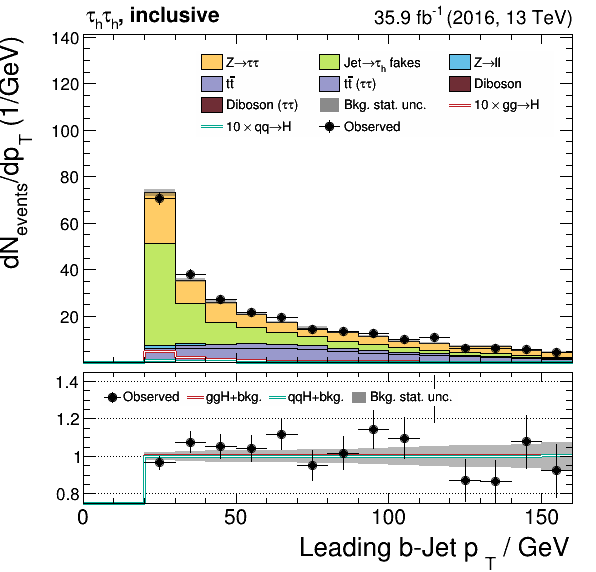 τhτh, inclusive 35.9 fb⁻¹ (2016, 13 TeV)
dNevents/dpT (1/GeV)
140
120
100
80
60
40
20
Z→ττ Jet→τh fakes Z→ll
tt̄ tt̄ (ττ) Diboson
Diboson (ττ) Bkg. stat. unc. 10 × gg→H
10 × qq→H Observed
1.4
1.2
1.0
0.8
Observed ggH+bkg. qqH+bkg. Bkg. stat. unc.
0 50 100 150
Leading b-Jet pT / GeV